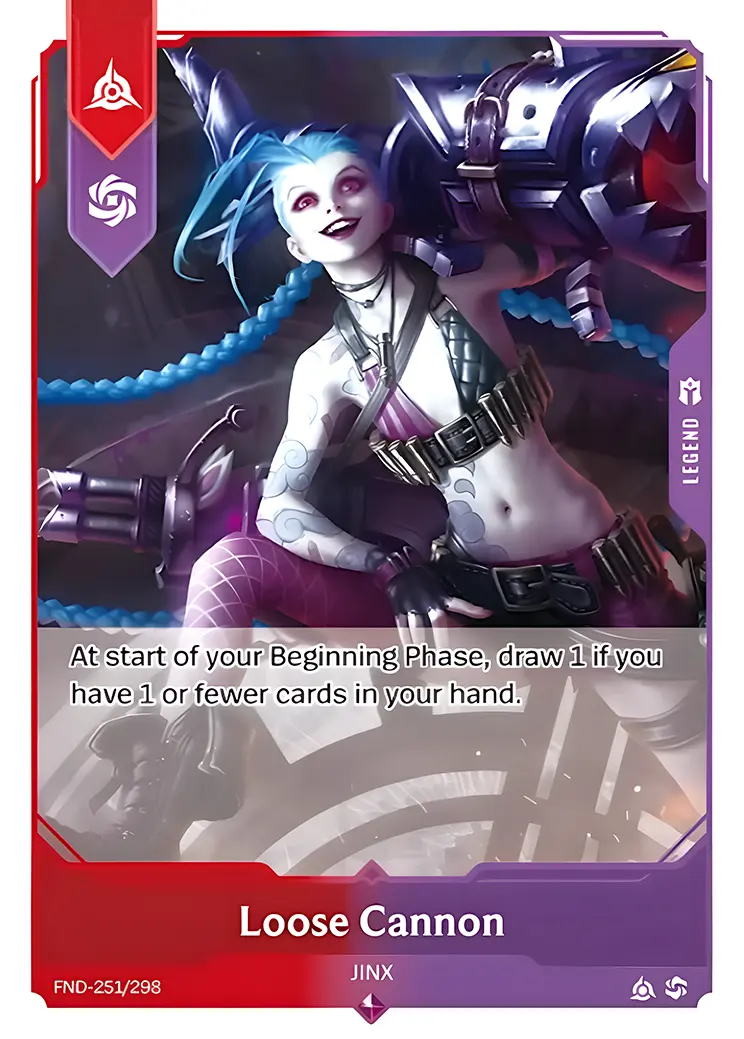 LEGEND
At start of your Beginning Phase, draw 1 if you
have 1 or fewer cards in your hand.
Loose Cannon
JINX
FND-251/298